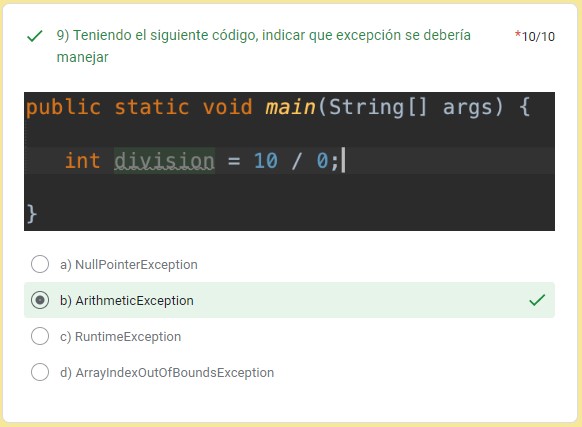 9) Teniendo el siguiente código, indicar que excepción se debería
*10/10
manejar
public static void main(String[] args) {
int division = 10 / 0;
}
a) NullPointerException
b) ArithmeticException
c) RuntimeException
d) ArrayIndexOutOfBoundsException